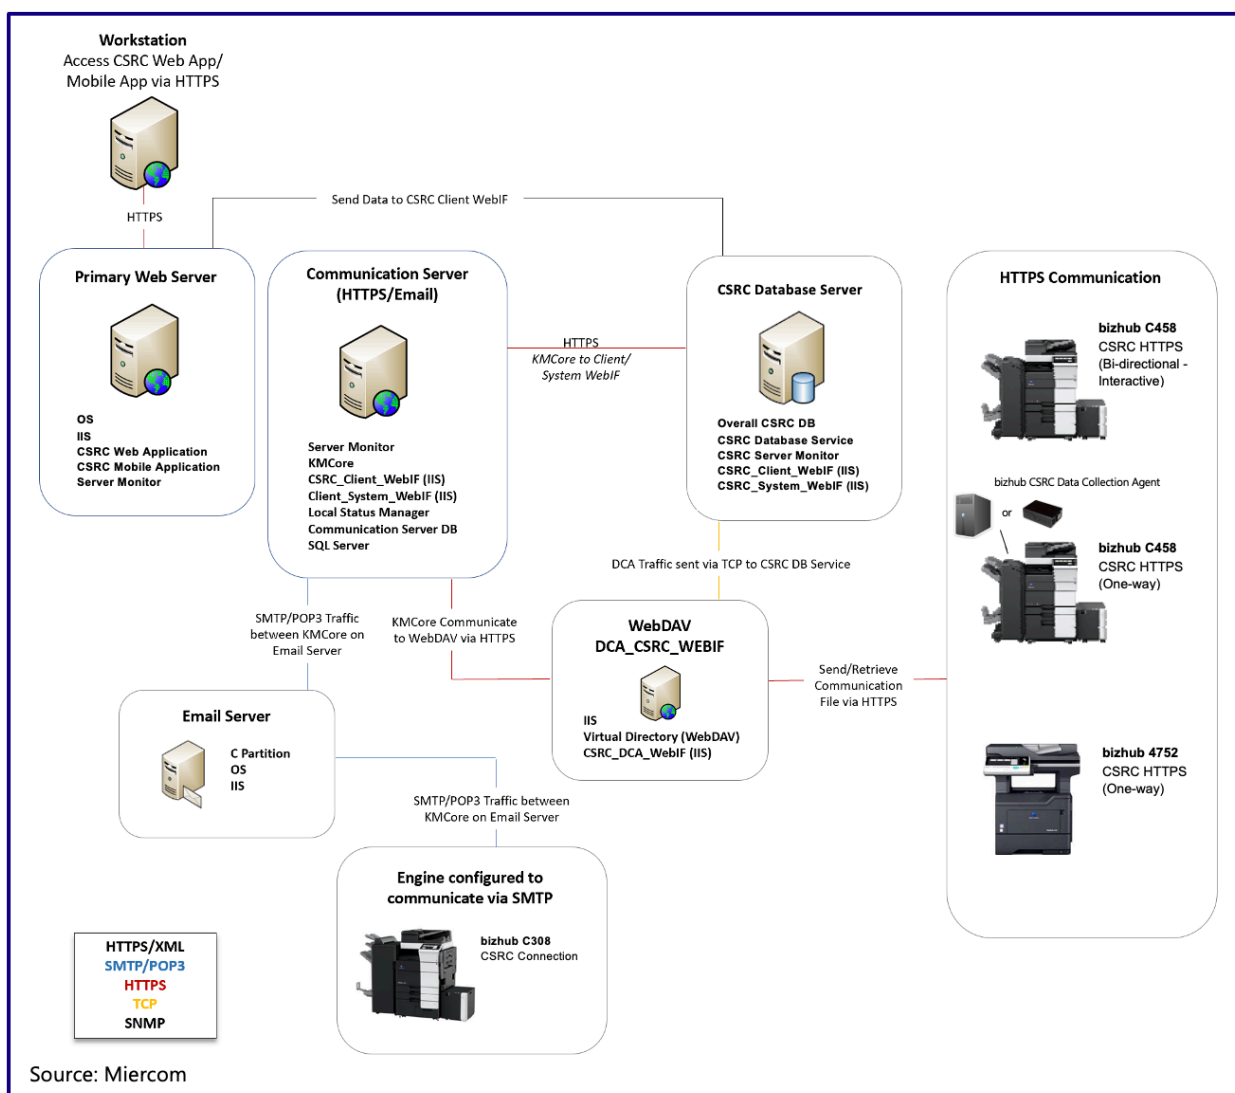 Workstation
Access CSRC Web App/
Mobile App via HTTPS
HTTPS
Send Data to CSRC Client WebIF
Primary Web Server
OS
IIS
CSRC Web Application
CSRC Mobile Application
Server Monitor
Communication Server
(HTTPS/Email)
Server Monitor
KMCore
CSRC_Client_WebIF (IIS)
Client_System_WebIF (IIS)
Local Status Manager
Communication Server DB
SQL Server
HTTPS
KMCore to Client/
System WebIF
CSRC Database Server
Overall CSRC DB
CSRC Database Service
CSRC Server Monitor
CSRC_Client_WebIF (IIS)
CSRC_System_WebIF (IIS)
HTTPS Communication
bizhub C458
CSRC HTTPS
(Bi-directional -
Interactive)
bizhub CSRC Data Collection Agent
or
bizhub C458
CSRC HTTPS
(One-way)
bizhub 4752
CSRC HTTPS
(One-way)
DCA Traffic sent via TCP to CSRC DB Service
SMTP/POP3 Traffic
between KMCore on
Email Server
KMCore Communicate
to WebDAV via HTTPS
WebDAV
DCA_CSRC_WEBIF
IIS
Virtual Directory (WebDAV)
CSRC_DCA_WebIF (IIS)
Send/Retrieve
Communication
File via HTTPS
Email Server
C Partition
OS
IIS
SMTP/POP3 Traffic between
KMCore on Email Server
Engine configured to
communicate via SMTP
bizhub C308
CSRC Connection
HTTPS/XML
SMTP/POP3
HTTPS
TCP
SNMP
Source: Miercom